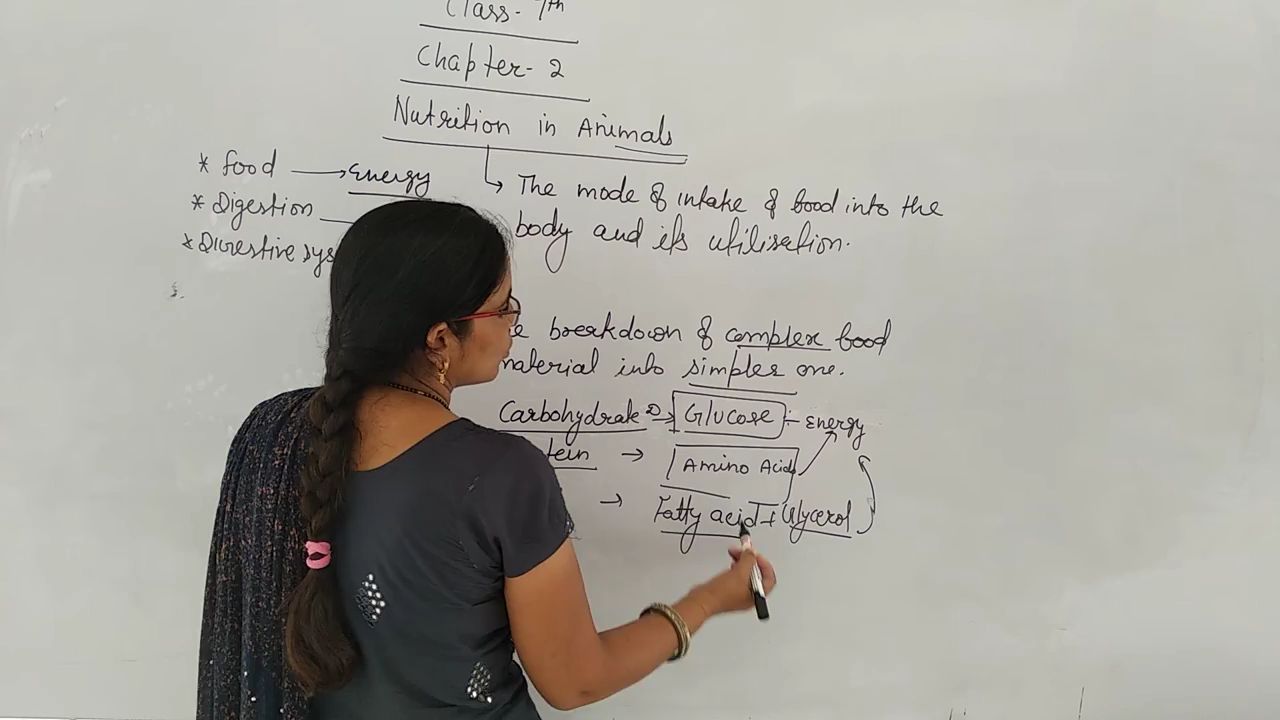 Class- 7th
Chapter- 2
Nutrition in Animals
* Food → Energy
→ The mode of intake of food into the
body and its utilisation.
* Digestion
* Digestive sys
breakdown of complex food
material into simpler one.
Carbohydrate → Glucose - energy
tein → Amino Acid
→ Fatty acid + Glycerol